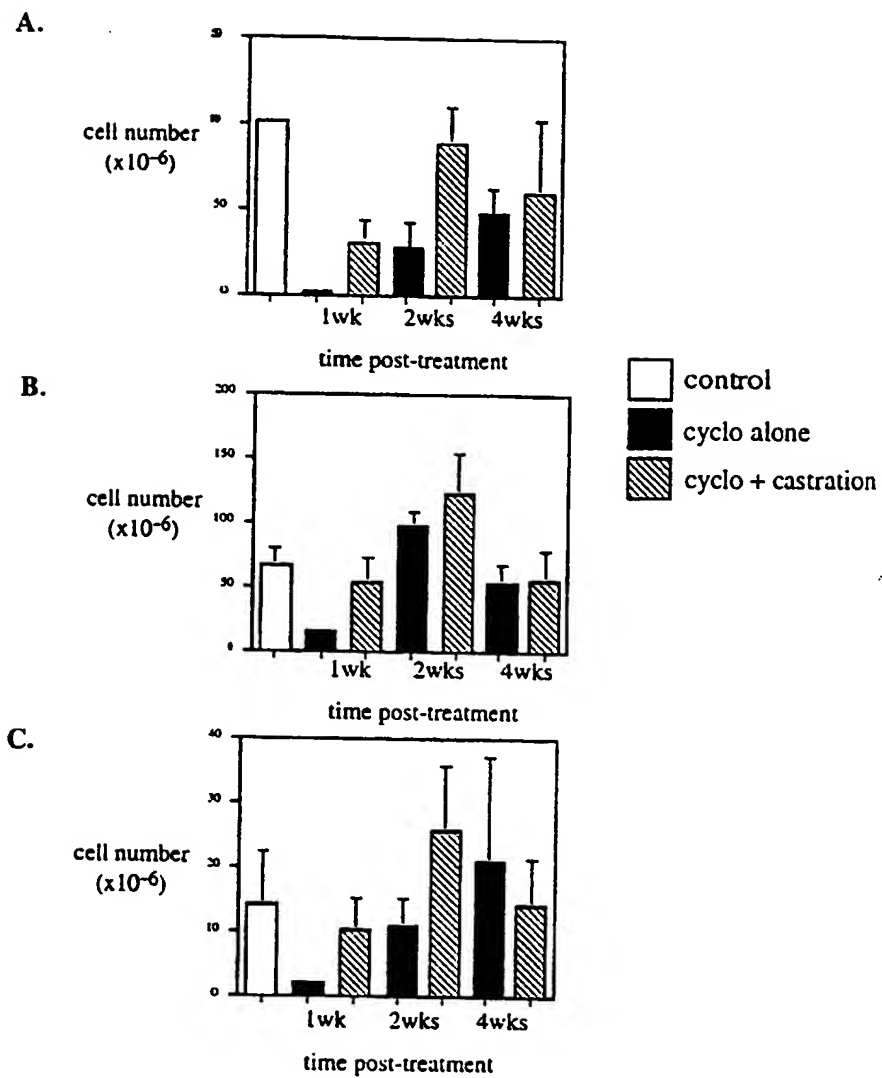 A.
cell number
(x10⁻⁶)
50
0
1wk 2wks 4wks
time post-treatment
B.
200
150
cell number
(x10⁻⁶)
100
50
0
1wk 2wks 4wks
time post-treatment
control
cyclo alone
cyclo + castration
C.
40
30
cell number
(x10⁻⁶)
20
10
0
1wk 2wks 4wks
time post-treatment